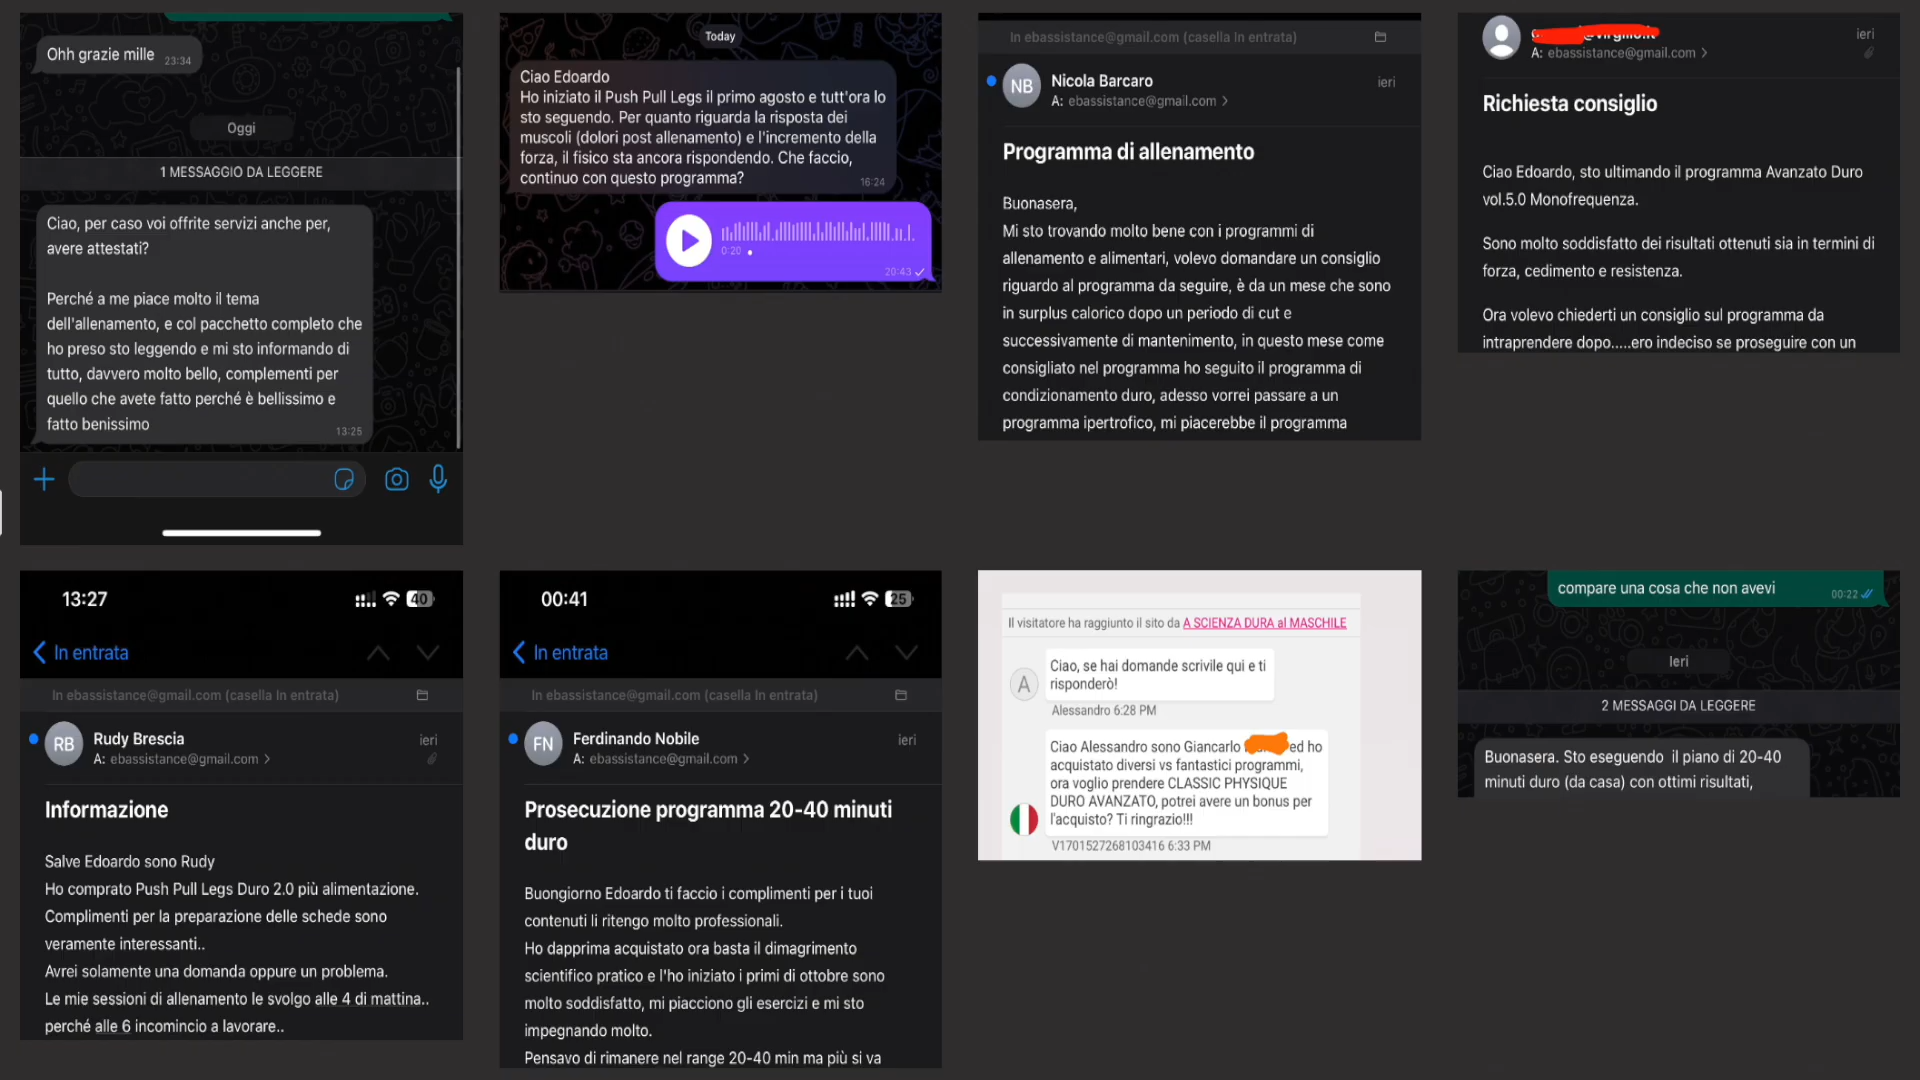 Ohh grazie mille 23:34
Oggi
1 MESSAGGIO DA LEGGERE
Ciao, per caso voi offrite servizi anche per,
avere attestati?
Perché a me piace molto il tema
dell'allenamento, e col pacchetto completo che
ho preso sto leggendo e mi sto informando di
tutto, davvero molto bello, complementi per
quello che avete fatto perché è bellissimo e
fatto benissimo
13:25
Today
Ciao Edoardo
Ho iniziato il Push Pull Legs il primo agosto e tutt'ora lo
sto seguendo. Per quanto riguarda la risposta dei
muscoli (dolori post allenamento) e l'incremento della
forza, il fisico sta ancora rispondendo. Che faccio,
continuo con questo programma?
16:24
0:20
20:43
In ebassistance@gmail.com (casella In entrata)
NB
Nicola Barcaro
ieri
A: ebassistance@gmail.com
Programma di allenamento
Buonasera,
Mi sto trovando molto bene con i programmi di
allenamento e alimentari, volevo domandare un consiglio
riguardo al programma da seguire, è da un mese che sono
in surplus calorico dopo un periodo di cut e
successivamente di mantenimento, in questo mese come
consigliato nel programma ho seguito il programma di
condizionamento duro, adesso vorrei passare a un
programma ipertrofico, mi piacerebbe il programma
@virgilio.it
ieri
A: ebassistance@gmail.com
Richiesta consiglio
Ciao Edoardo, sto ultimando il programma Avanzato Duro
vol.5.0 Monofrequenza.
Sono molto soddisfatto dei risultati ottenuti sia in termini di
forza, cedimento e resistenza.
Ora volevo chiederti un consiglio sul programma da
intraprendere dopo.....ero indeciso se proseguire con un
13:27
40
In entrata
In ebassistance@gmail.com (casella In entrata)
RB
Rudy Brescia
ieri
A: ebassistance@gmail.com
Informazione
Salve Edoardo sono Rudy
Ho comprato Push Pull Legs Duro 2.0 più alimentazione.
Complimenti per la preparazione delle schede sono
veramente interessanti..
Avrei solamente una domanda oppure un problema.
Le mie sessioni di allenamento le svolgo alle 4 di mattina..
perché alle 6 incomincio a lavorare..
00:41
25
In entrata
In ebassistance@gmail.com (casella In entrata)
FN
Ferdinando Nobile
ieri
A: ebassistance@gmail.com
Prosecuzione programma 20-40 minuti
duro
Buongiorno Edoardo ti faccio i complimenti per i tuoi
contenuti li ritengo molto professionali.
Ho dapprima acquistato ora basta il dimagrimento
scientifico pratico e l'ho iniziato i primi di ottobre sono
molto soddisfatto, mi piacciono gli esercizi e mi sto
impegnando molto.
Pensavo di rimanere nel range 20-40 min ma più si va
Il visitatore ha raggiunto il sito da A SCIENZA DURA al MASCHILE
A
Ciao, se hai domande scrivile qui e ti
risponderò!
Alessandro 6:28 PM
Ciao Alessandro sono Giancarlo ed ho
acquistato diversi vs fantastici programmi,
ora voglio prendere CLASSIC PHYSIQUE
DURO AVANZATO, potrei avere un bonus per
l'acquisto? Ti ringrazio!!!
V1701527268103416 6:33 PM
compare una cosa che non avevi
00:22
Ieri
2 MESSAGGI DA LEGGERE
Buonasera. Sto eseguendo il piano di 20-40
minuti duro (da casa) con ottimi risultati,